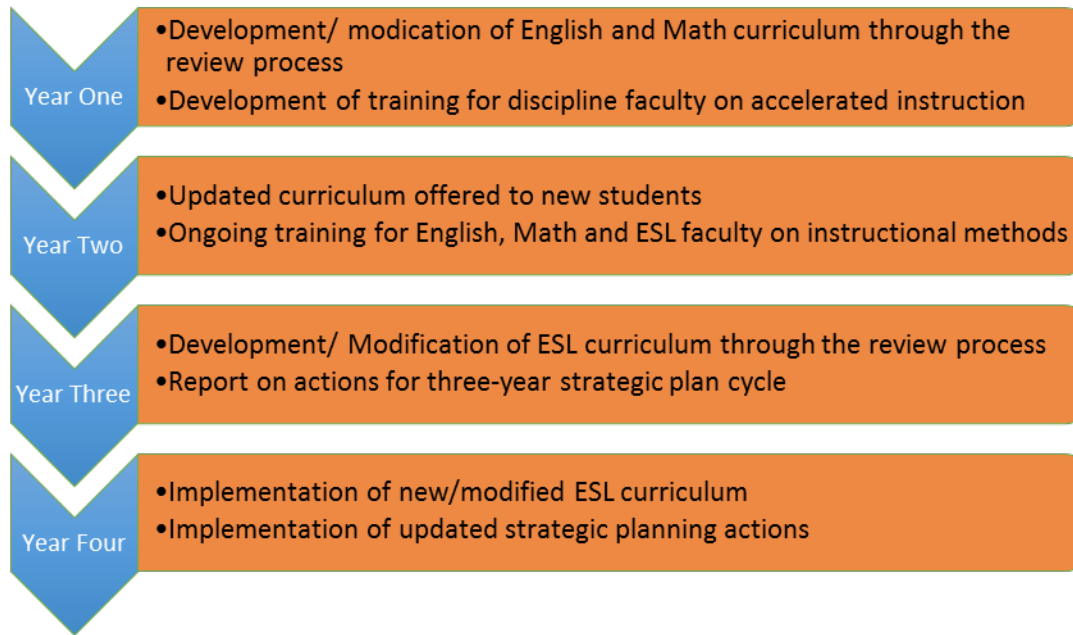 Year One
•Development/ modication of English and Math curriculum through the
review process
•Development of training for discipline faculty on accelerated instruction
Year Two
•Updated curriculum offered to new students
•Ongoing training for English, Math and ESL faculty on instructional methods
Year Three
•Development/ Modification of ESL curriculum through the review process
•Report on actions for three-year strategic plan cycle
Year Four
•Implementation of new/modified ESL curriculum
•Implementation of updated strategic planning actions